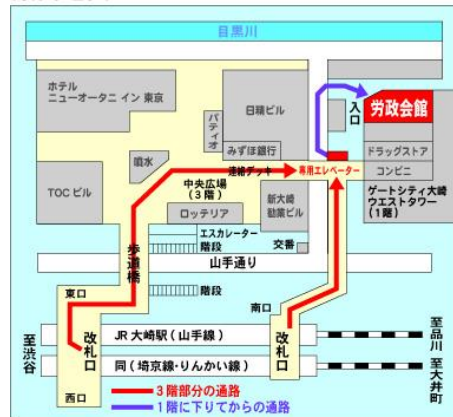 目黒川
ホテル
ニューオータニ イン 東京
日精ビル
パティオ
みずほ銀行
入口
労政会館
ドラッグストア
コンビニ
噴水
連絡デッキ
専用エレベーター
TOC ビル
中央広場
(3階)
ロッテリア
新大崎
勧業ビル
ゲートシティ大崎
ウエストタワー
(1階)
エスカレーター
階段
交番
歩道橋
山手通り
東口
階段
南口
改札口
JR 大崎駅(山手線)
改札口
同(埼京線・りんかい線)
西口
至渋谷
至品川
至大井町
3階部分の通路
1階に下りてからの通路